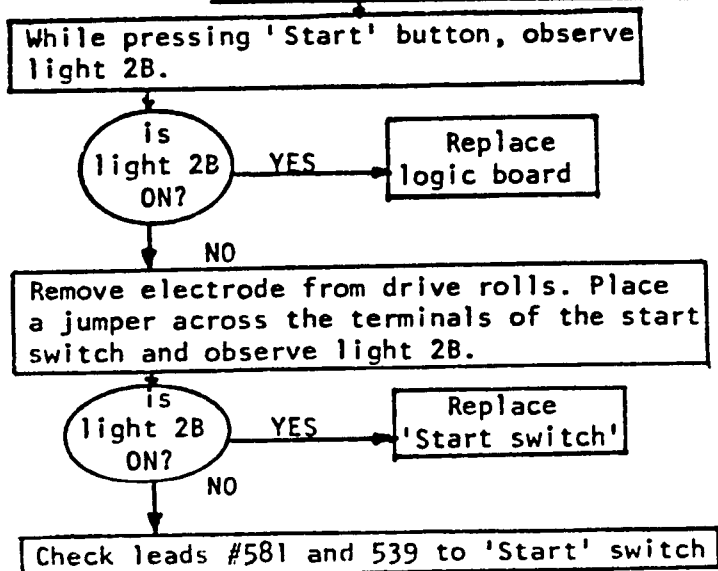 While pressing 'Start' button, observe
light 2B.
is
light 2B
ON?
YES
Replace
logic board
NO
Remove electrode from drive rolls. Place
a jumper across the terminals of the start
switch and observe light 2B.
is
light 2B
ON?
YES
Replace
'Start switch'
NO
Check leads #581 and 539 to 'Start' switch